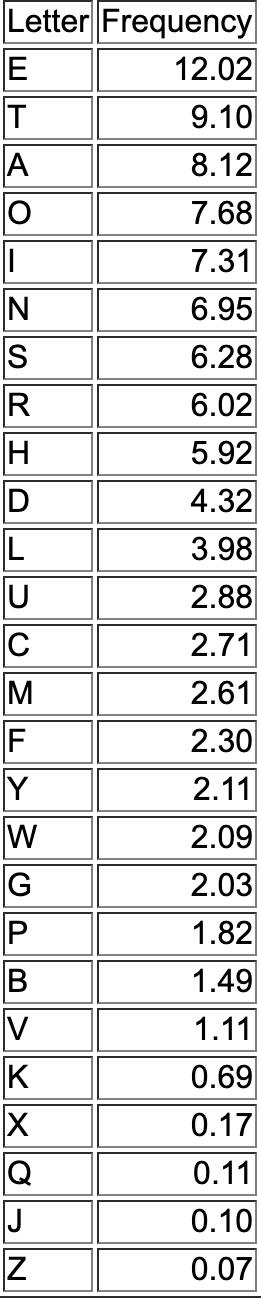 Letter Frequency
E 12.02
T 9.10
A 8.12
O 7.68
I 7.31
N 6.95
S 6.28
R 6.02
H 5.92
D 4.32
L 3.98
U 2.88
C 2.71
M 2.61
F 2.30
Y 2.11
W 2.09
G 2.03
P 1.82
B 1.49
V 1.11
K 0.69
X 0.17
Q 0.11
J 0.10
Z 0.07